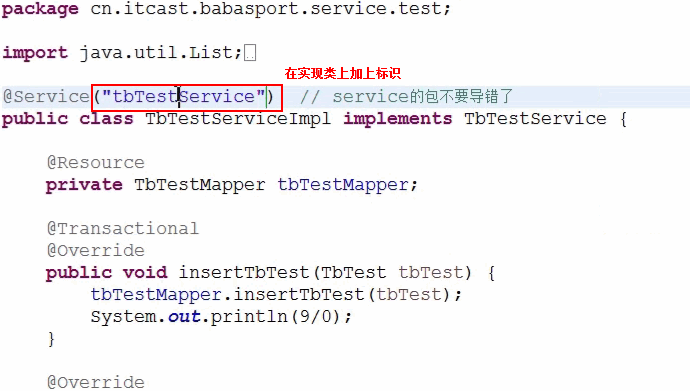 package cn.itcast.babasport.service.test;
import java.util.List;
在实现类上加上标识
@Service("tbTestService") // service的包不要导错了
public class TbTestServiceImpl implements TbTestService {
@Resource
private TbTestMapper tbTestMapper;
@Transactional
@Override
public void insertTbTest(TbTest tbTest) {
tbTestMapper.insertTbTest(tbTest);
System.out.println(9/0);
}
@Override